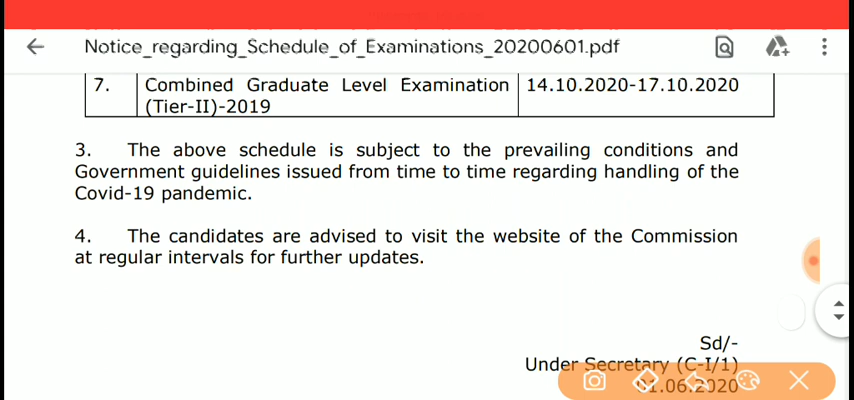 Notice_regarding_Schedule_of_Examinations_20200601.pdf
7. Combined Graduate Level Examination 14.10.2020-17.10.2020
(Tier-II)-2019
3. The above schedule is subject to the prevailing conditions and
Government guidelines issued from time to time regarding handling of the
Covid-19 pandemic.
4. The candidates are advised to visit the website of the Commission
at regular intervals for further updates.
Sd/-
Under Secretary (C-I/1)
01.06.2020